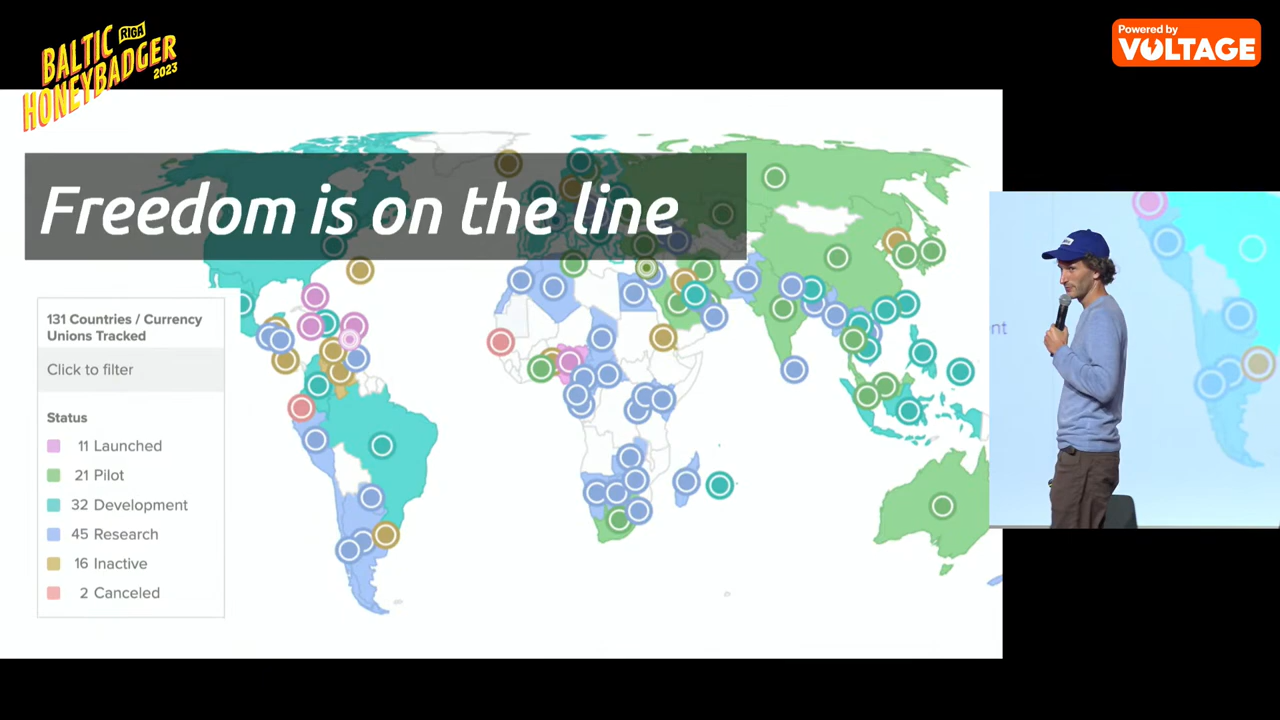 BALTIC RIGA
HONEYBADGER
2023
Powered by
VOLTAGE
Freedom is on the line
131 Countries / Currency
Unions Tracked
Click to filter
Status
11 Launched
21 Pilot
32 Development
45 Research
16 Inactive
2 Canceled